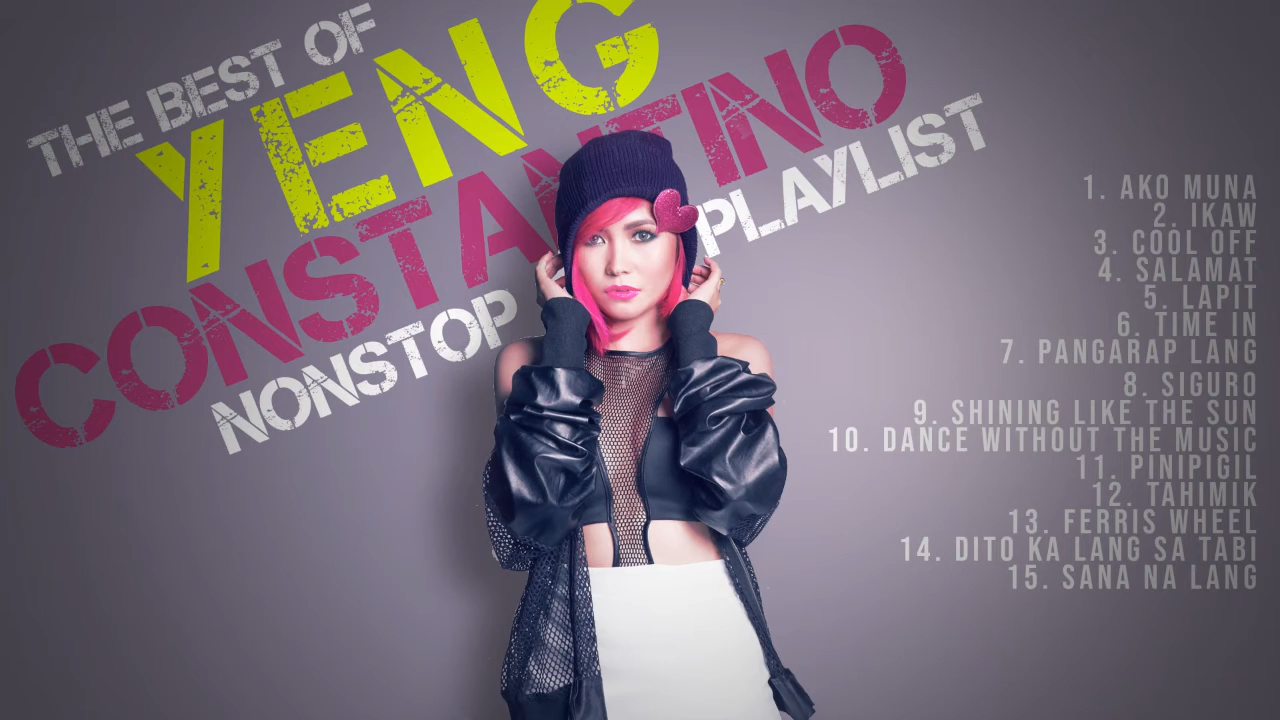 THE BEST OF
YENG
CONSTANTINO
NONSTOP PLAYLIST
1. AKO MUNA
2. IKAW
3. COOL OFF
4. SALAMAT
5. LAPIT
6. TIME IN
7. PANGARAP LANG
8. SIGURO
9. SHINING LIKE THE SUN
10. DANCE WITHOUT THE MUSIC
11. PINIPIGIL
12. TAHIMIK
13. FERRIS WHEEL
14. DITO KA LANG SA TABI
15. SANA NA LANG